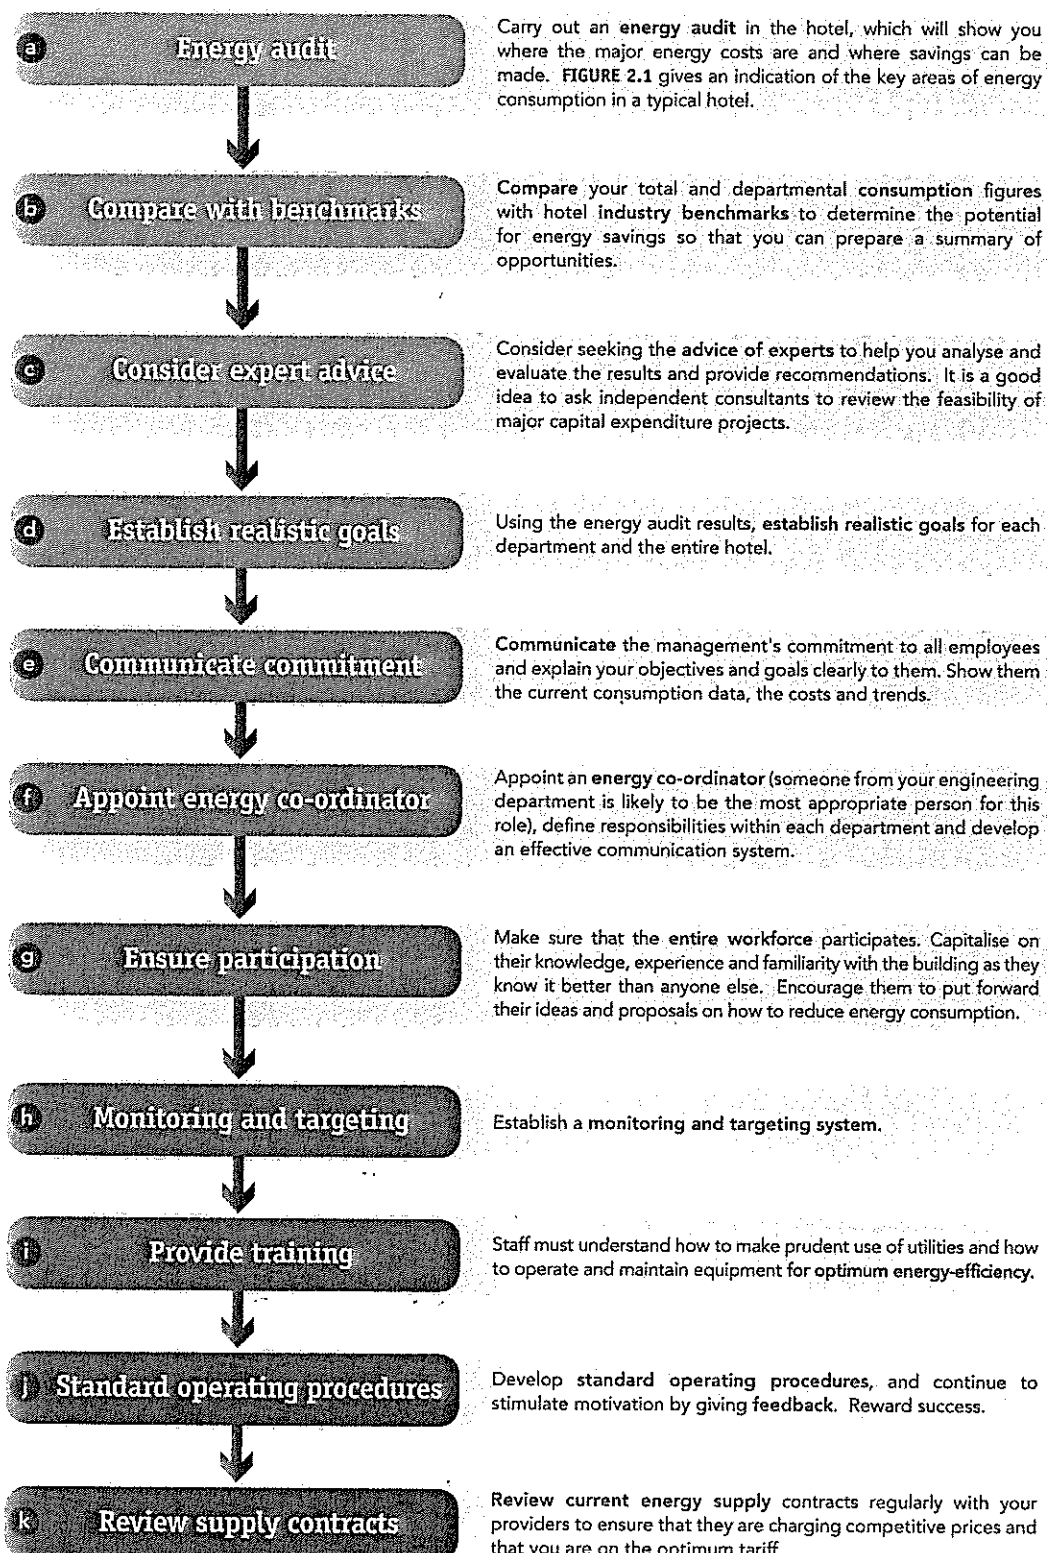 a Energy audit
Carry out an energy audit in the hotel, which will show you
where the major energy costs are and where savings can be
made. FIGURE 2.1 gives an indication of the key areas of energy
consumption in a typical hotel.
b Compare with benchmarks
Compare your total and departmental consumption figures
with hotel industry benchmarks to determine the potential
for energy savings so that you can prepare a summary of
opportunities.
c Consider expert advice
Consider seeking the advice of experts to help you analyse and
evaluate the results and provide recommendations. It is a good
idea to ask independent consultants to review the feasibility of
major capital expenditure projects.
d Establish realistic goals
Using the energy audit results, establish realistic goals for each
department and the entire hotel.
e Communicate commitment
Communicate the management's commitment to all employees
and explain your objectives and goals clearly to them. Show them
the current consumption data, the costs and trends.
f Appoint energy co-ordinator
Appoint an energy co-ordinator (someone from your engineering
department is likely to be the most appropriate person for this
role), define responsibilities within each department and develop
an effective communication system.
g Ensure participation
Make sure that the entire workforce participates. Capitalise on
their knowledge, experience and familiarity with the building as they
know it better than anyone else. Encourage them to put forward
their ideas and proposals on how to reduce energy consumption.
h Monitoring and targeting
Establish a monitoring and targeting system.
i Provide training
Staff must understand how to make prudent use of utilities and how
to operate and maintain equipment for optimum energy-efficiency.
j Standard operating procedures
Develop standard operating procedures, and continue to
stimulate motivation by giving feedback. Reward success.
k Review supply contracts
Review current energy supply contracts regularly with your
providers to ensure that they are charging competitive prices and
that you are on the optimum tariff